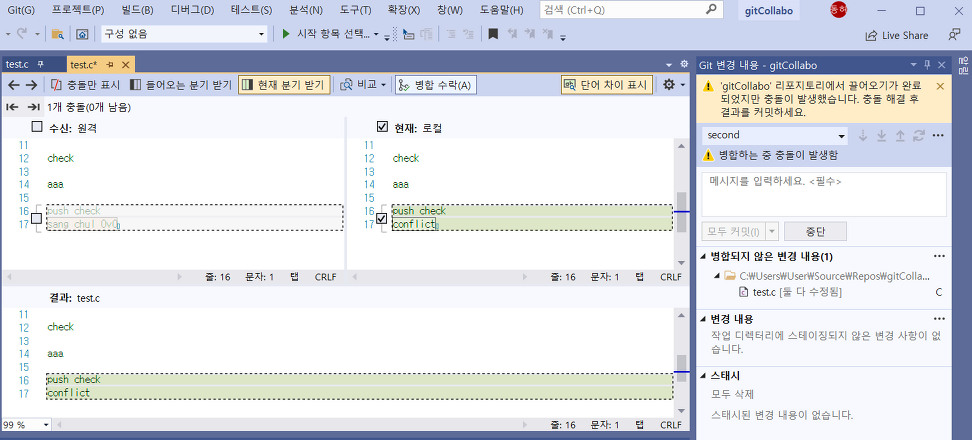 Git(G) 프로젝트(P) 빌드(B) 디버그(D) 테스트(S) 분석(N) 도구(T) 확장(X) 창(W) 도움말(H) 검색 (Ctrl+Q) gitCollabo 동하
구성 없음 시작 항목 선택... Live Share
test.c test.c* 알림
충돌만 표시 들어오는 분기 받기 현재 분기 받기 비교 병합 수락(A) 단어 차이 표시
1개 충돌(0개 남음)
수신: 원격
11
12 check
13
14 aaa
15
16 push check
17 sang chul 0v0
줄: 16 문자: 1 탭 CRLF
현재: 로컬
11
12 check
13
14 aaa
15
16 push check
17 conflict
줄: 16 문자: 1 탭 CRLF
결과: test.c
11
12 check
13
14 aaa
15
16 push check
17 conflict
99 % 줄: 16 문자: 1 탭 CRLF
Git 변경 내용 - gitCollabo
'gitCollabo' 리포지토리에서 끌어오기가 완료
되었지만 충돌이 발생했습니다. 충돌 해결 후
결과를 커밋하세요.
second
병합하는 중 충돌이 발생함
메시지를 입력하세요. <필수>
모두 커밋(I) 중단
병합되지 않은 변경 내용(1)
C:₩Users₩User₩Source₩Repos₩gitColla...
test.c [둘 다 수정됨] C
변경 내용
작업 디렉터리에 스테이징되지 않은 변경 사항이 없
습니다.
스태시
모두 삭제
스태시된 변경 내용이 없습니다.